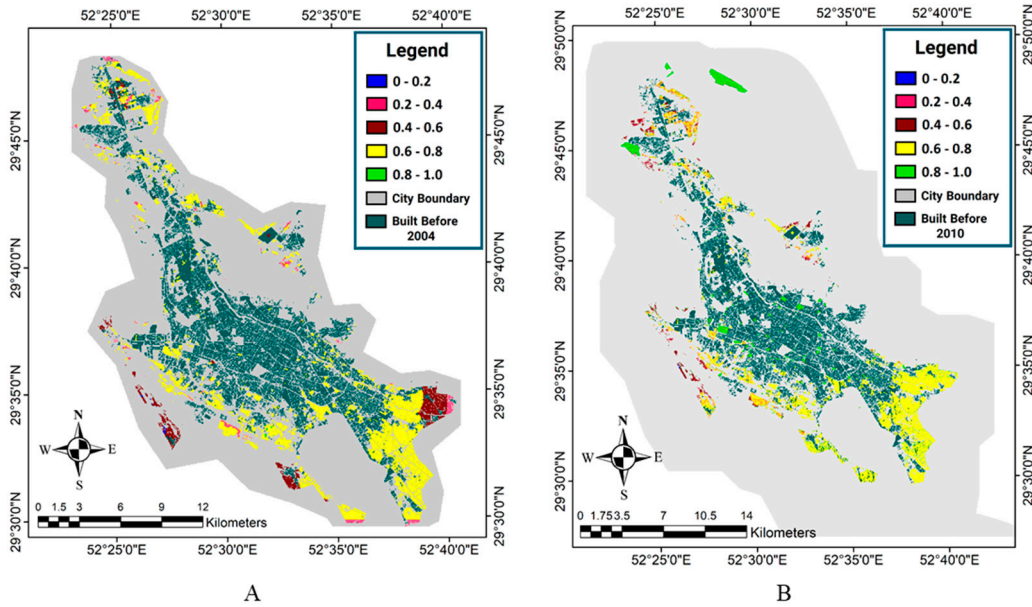 52°25'0"E 52°30'0"E 52°35'0"E 52°40'0"E
29°45'0"N
29°40'0"N
29°35'0"N
29°30'0"N
Legend
0 - 0.2
0.2 - 0.4
0.4 - 0.6
0.6 - 0.8
0.8 - 1.0
City Boundary
Built Before
2004
29°45'0"N
29°40'0"N
29°35'0"N
29°30'0"N
N
W E
S
0 1.5 3 6 9 12
Kilometers
52°25'0"E 52°30'0"E 52°35'0"E 52°40'0"E
A
52°25'0"E 52°30'0"E 52°35'0"E 52°40'0"E
29°50'0"N
29°45'0"N
29°40'0"N
29°35'0"N
29°30'0"N
Legend
0 - 0.2
0.2 - 0.4
0.4 - 0.6
0.6 - 0.8
0.8 - 1.0
City Boundary
Built Before
2010
29°50'0"N
29°45'0"N
29°40'0"N
29°35'0"N
29°30'0"N
N
W E
S
0 1.75 3.5 7 10.5 14
Kilometers
52°25'0"E 52°30'0"E 52°35'0"E 52°40'0"E
B